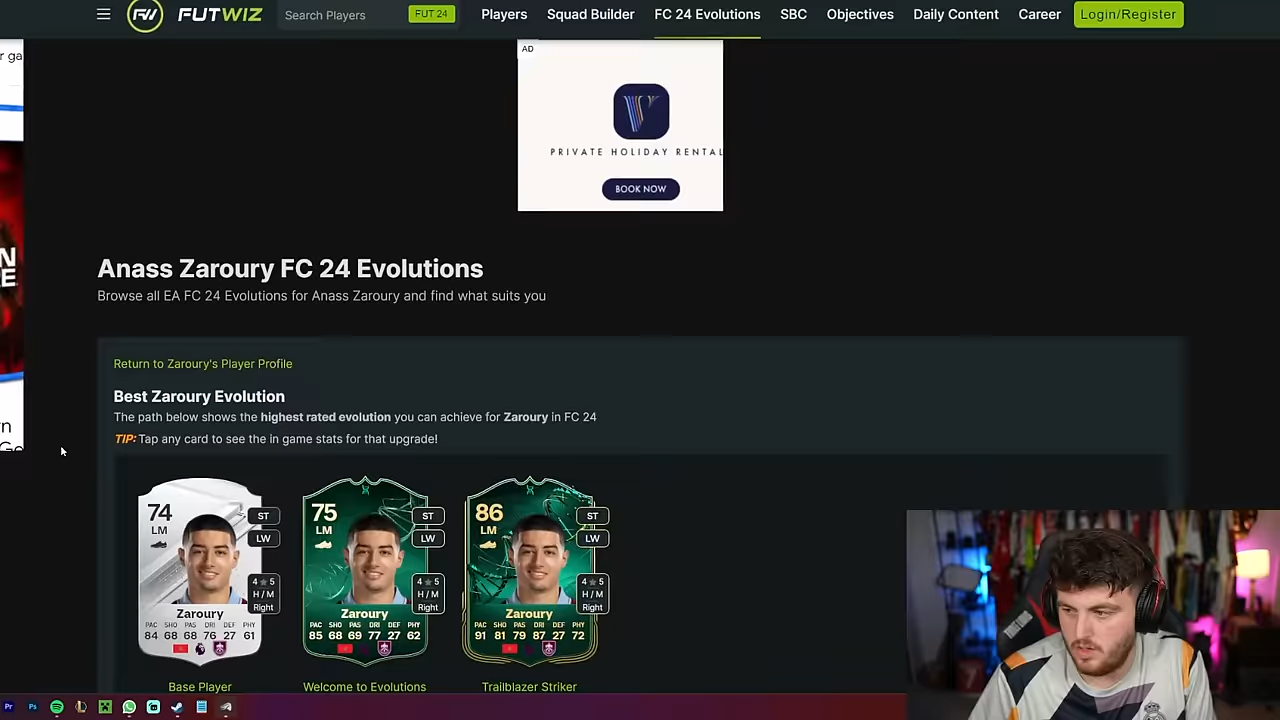 FW FUTWIZ Search Players FUT 24 Players Squad Builder FC 24 Evolutions SBC Objectives Daily Content Career Login/Register
r ga
AD
PRIVATE HOLIDAY RENTAL
BOOK NOW
Anass Zaroury FC 24 Evolutions
Browse all EA FC 24 Evolutions for Anass Zaroury and find what suits you
Return to Zaroury's Player Profile
Best Zaroury Evolution
The path below shows the highest rated evolution you can achieve for Zaroury in FC 24
TIP: Tap any card to see the in game stats for that upgrade!
74 LM ST LW
4★5 H/M Right
Zaroury
PAC SHO PAS DRI DEF PHY
84 68 68 76 27 61
Base Player
75 LM ST LW
4★5 H/M Right
Zaroury
PAC SHO PAS DRI DEF PHY
85 68 69 77 27 62
Welcome to Evolutions
86 LM ST LW
4★5 H/M Right
Zaroury
PAC SHO PAS DRI DEF PHY
91 81 79 87 27 72
Trailblazer Striker
Pr Ps